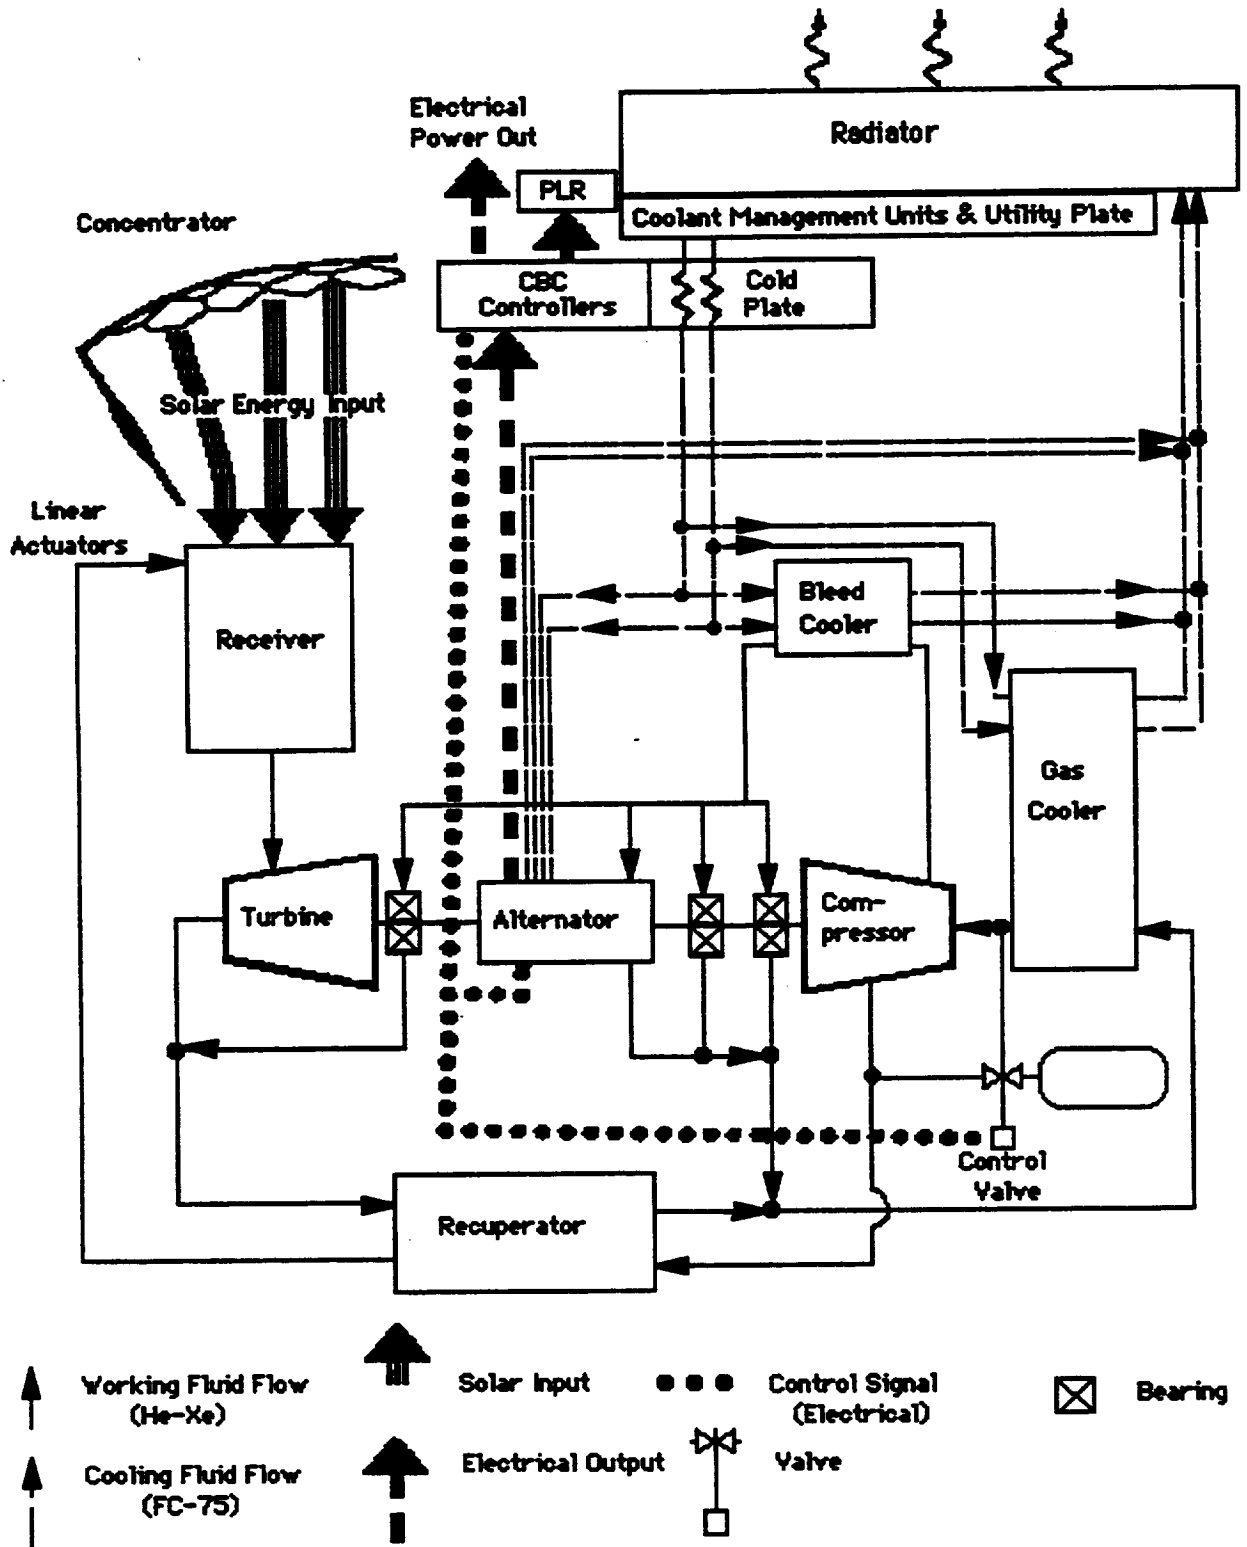 Electrical
Power Out
Radiator
PLR
Coolant Management Units & Utility Plate
Concentrator
CBC
Controllers
Cold
Plate
Solar Energy Input
Linear
Actuators
Bleed
Cooler
Receiver
Gas
Cooler
Turbine
Alternator
Com-
pressor
Control
Valve
Recuperator
Working Fluid Flow
(He-Xe)
Solar Input
Control Signal
(Electrical)
Bearing
Cooling Fluid Flow
(FC-75)
Electrical Output
Valve